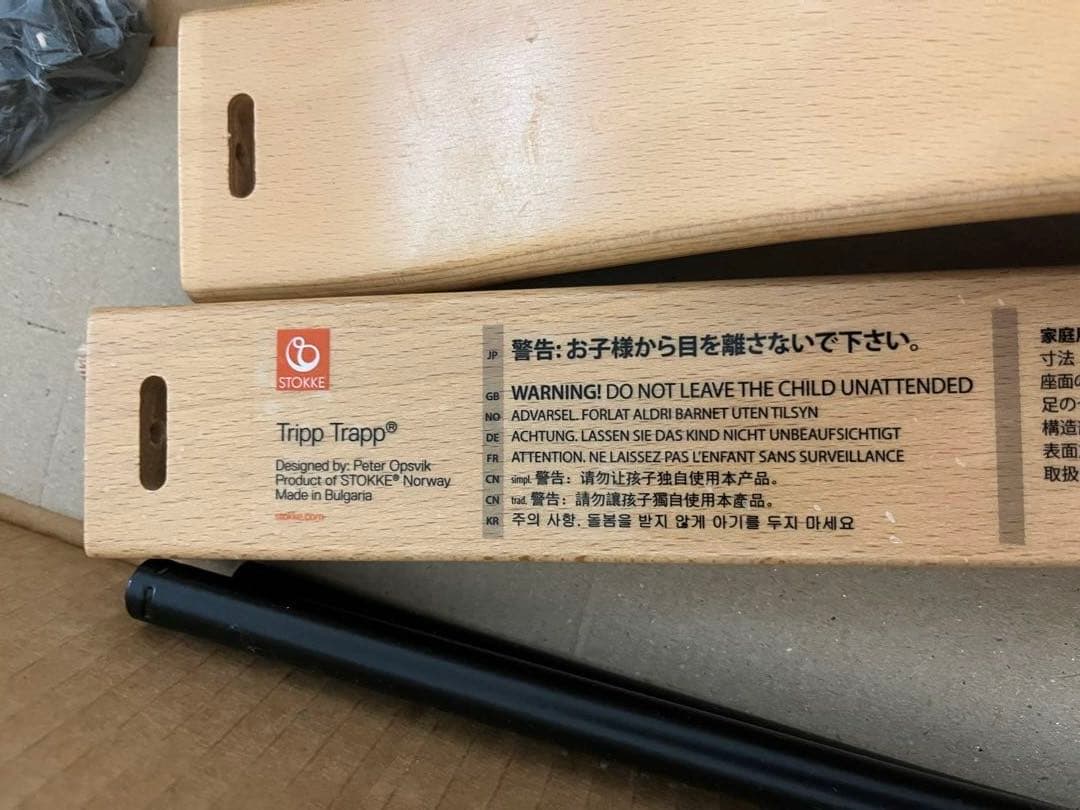 STOKKE
Tripp Trapp®
Designed by: Peter Opsvik
Product of STOKKE® Norway
Made in Bulgaria
stokke.com
JP 警告: お子様から目を離さないで下さい。
GB WARNING! DO NOT LEAVE THE CHILD UNATTENDED
NO ADVARSEL. FORLAT ALDRI BARNET UTEN TILSYN
DE ACHTUNG. LASSEN SIE DAS KIND NICHT UNBEAUFSICHTIGT
FR ATTENTION. NE LAISSEZ PAS L'ENFANT SANS SURVEILLANCE
CN simpl. 警告：请勿让孩子独自使用本产品。
CN trad. 警告：請勿讓孩子獨自使用本產品。
KR 주의 사항. 돌봄을 받지 않게 아기를 두지 마세요
家庭用
寸法
座面の
足のせ
構造部
表面
取扱